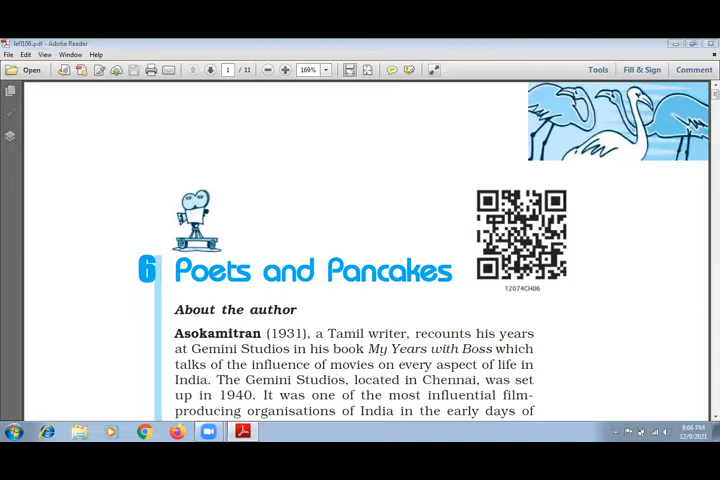 lefl106.pdf - Adobe Reader
File Edit View Window Help
Open 1 / 11 169% Tools Fill & Sign Comment
12074CH06
6 Poets and Pancakes
About the author
Asokamitran (1931), a Tamil writer, recounts his years
at Gemini Studios in his book My Years with Boss which
talks of the influence of movies on every aspect of life in
India. The Gemini Studios, located in Chennai, was set
up in 1940. It was one of the most influential film-
producing organisations of India in the early days of
8:06 PM
12/9/2021